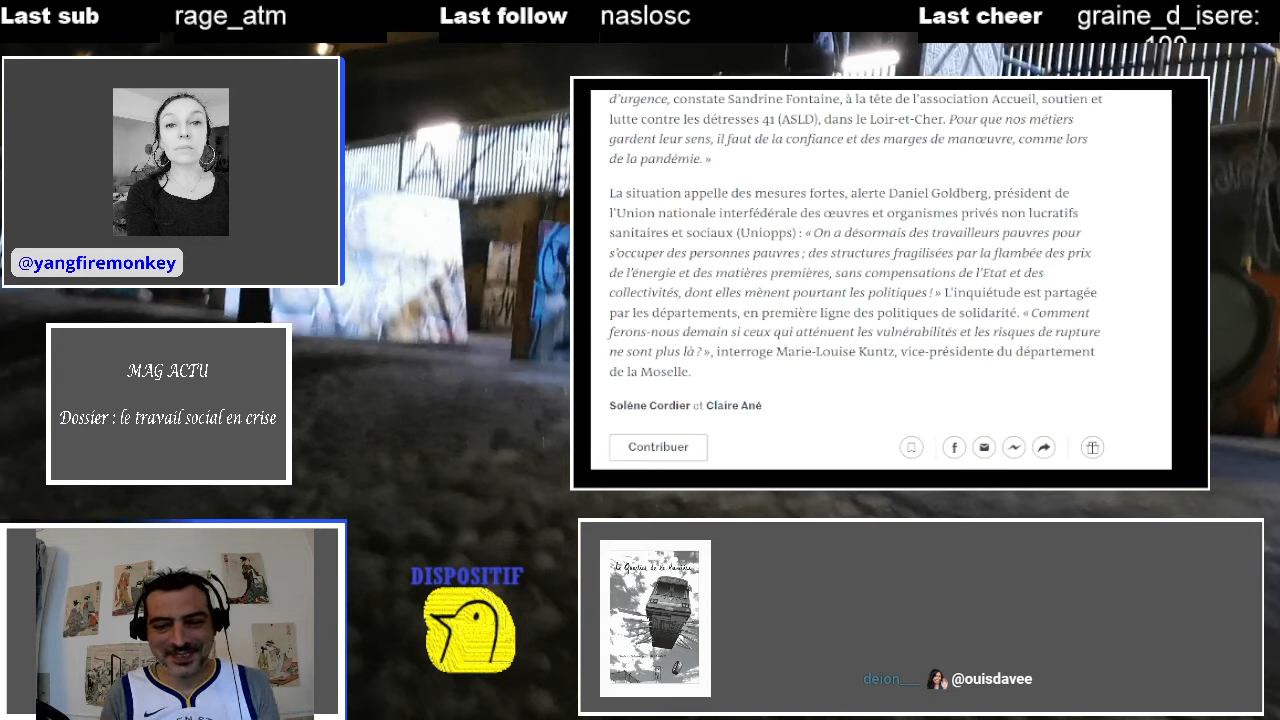 Last sub
rage_atm
Last follow
naslosc
Last cheer
graine_d_isere:
@yangfiremonkey
MAG ACTU
Dossier : le travail social en crise
d'urgence, constate Sandrine Fontaine, à la tête de l'association Accueil, soutien et
lutte contre les détresses 41 (ASLD), dans le Loir-et-Cher. Pour que nos métiers
gardent leur sens, il faut de la confiance et des marges de manœuvre, comme lors
de la pandémie. »
La situation appelle des mesures fortes, alerte Daniel Goldberg, président de
l'Union nationale interfédérale des œuvres et organismes privés non lucratifs
sanitaires et sociaux (Uniopps) : « On a désormais des travailleurs pauvres pour
s'occuper des personnes pauvres ; des structures fragilisées par la flambée des prix
de l'énergie et des matières premières, sans compensations de l'Etat et des
collectivités, dont elles mènent pourtant les politiques ! » L'inquiétude est partagée
par les départements, en première ligne des politiques de solidarité. « Comment
ferons-nous demain si ceux qui atténuent les vulnérabilités et les risques de rupture
ne sont plus là ? », interroge Marie-Louise Kuntz, vice-présidente du département
de la Moselle.
Solène Cordier et Claire Ané
Contribuer
DISPOSITIF
deion___ @ouisdavee